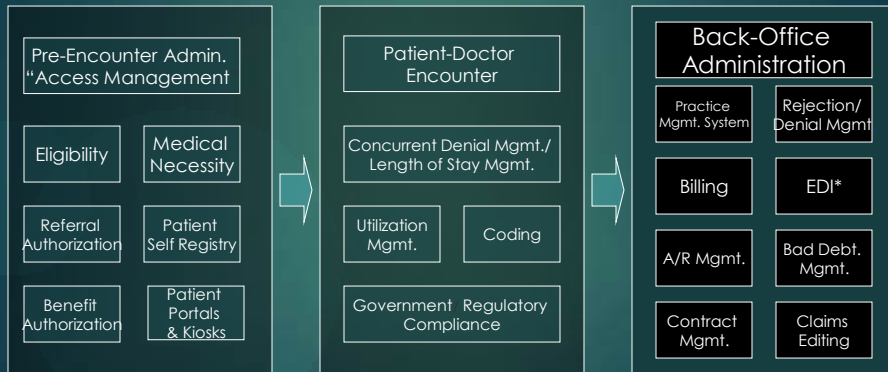 Pre-Encounter Admin.
“Access Management
Eligibility
Medical
Necessity
Referral
Authorization
Patient
Self Registry
Benefit
Authorization
Patient
Portals
& Kiosks
Patient-Doctor
Encounter
Concurrent Denial Mgmt./
Length of Stay Mgmt.
Utilization
Mgmt.
Coding
Government Regulatory
Compliance
Back-Office
Administration
Practice
Mgmt. System
Rejection/
Denial Mgmt
Billing
EDI*
A/R Mgmt.
Bad Debt.
Mgmt.
Contract
Mgmt.
Claims
Editing